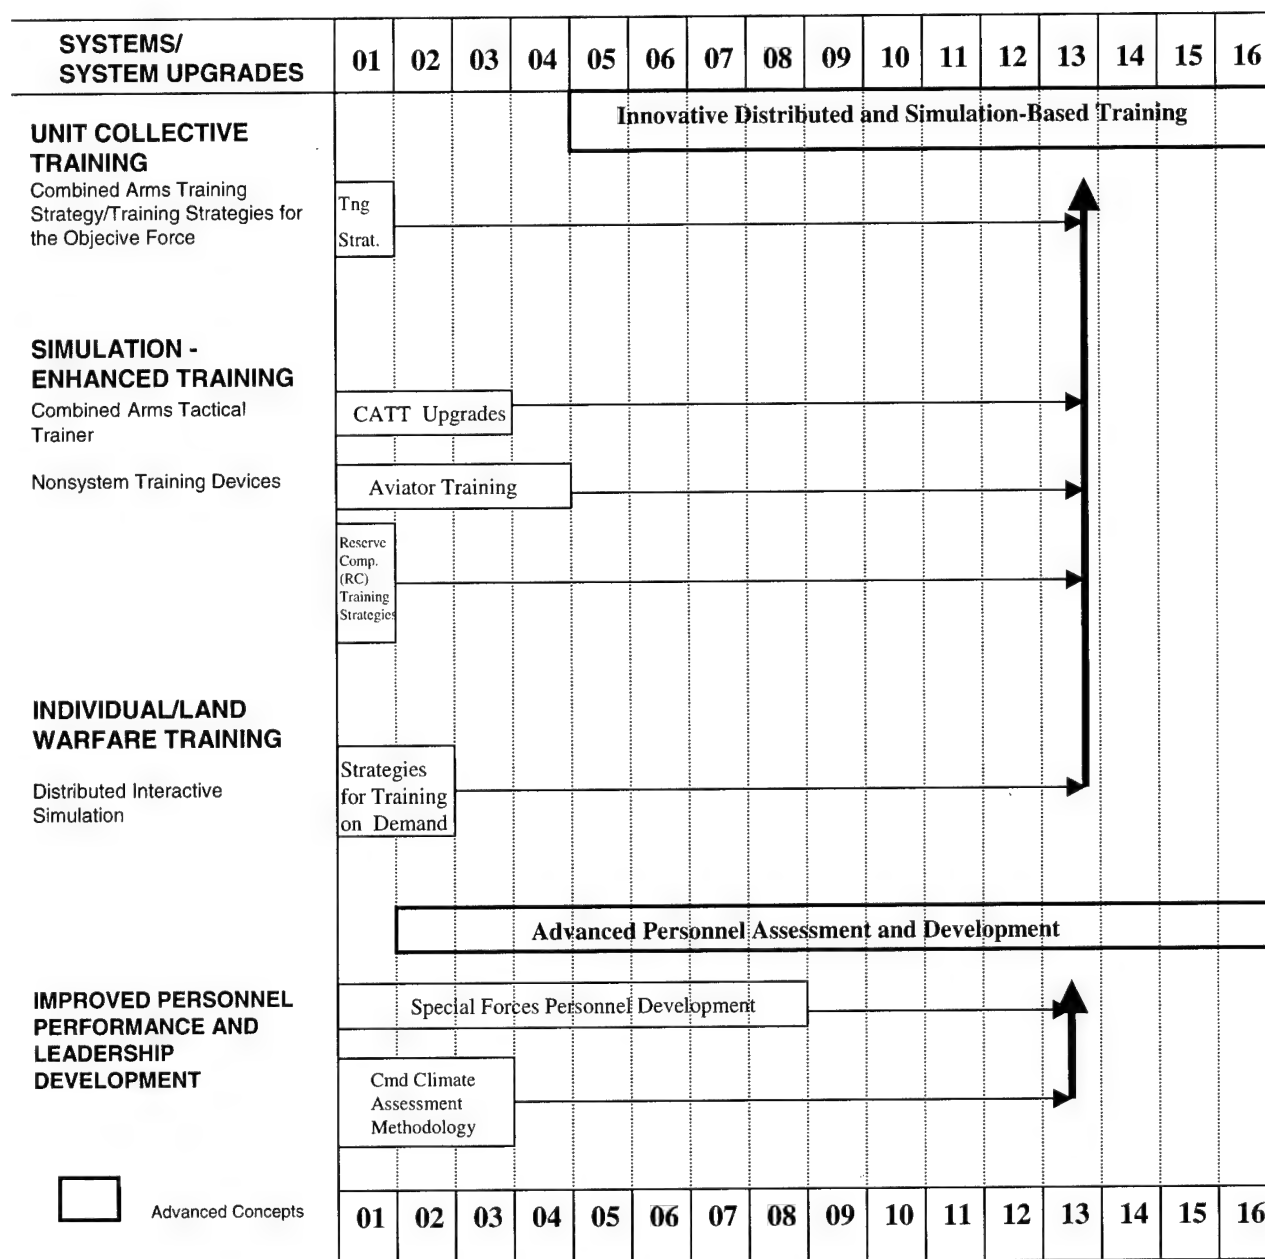 SYSTEMS/
SYSTEM UPGRADES
01 02 03 04 05 06 07 08 09 10 11 12 13 14 15 16
Innovative Distributed and Simulation-Based Training
UNIT COLLECTIVE
TRAINING
Combined Arms Training
Strategy/Training Strategies for
the Objecive Force
Tng
Strat.
SIMULATION -
ENHANCED TRAINING
Combined Arms Tactical
Trainer
CATT Upgrades
Nonsystem Training Devices
Aviator Training
Reserve
Comp.
(RC)
Training
Strategies
INDIVIDUAL/LAND
WARFARE TRAINING
Distributed Interactive
Simulation
Strategies
for Training
on Demand
Advanced Personnel Assessment and Development
IMPROVED PERSONNEL
PERFORMANCE AND
LEADERSHIP
DEVELOPMENT
Special Forces Personnel Development
Cmd Climate
Assessment
Methodology
Advanced Concepts
01 02 03 04 05 06 07 08 09 10 11 12 13 14 15 16